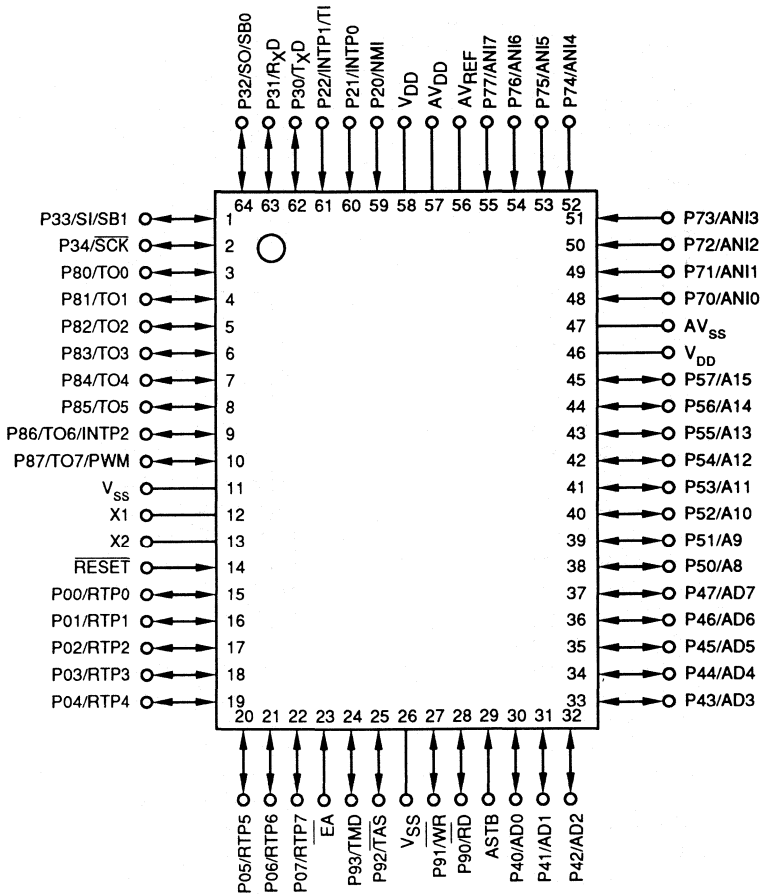 P32/SO/SB0
P31/RXD
P30/TXD
P22/INTP1/TI
P21/INTP0
P20/NMI
VDD
AVDD
AVREF
P77/ANI7
P76/ANI6
P75/ANI5
P74/ANI4
64 63 62 61 60 59 58 57 56 55 54 53 52
P33/SI/SB1 1
P34/SCK 2
P80/TO0 3
P81/TO1 4
P82/TO2 5
P83/TO3 6
P84/TO4 7
P85/TO5 8
P86/TO6/INTP2 9
P87/TO7/PWM 10
VSS 11
X1 12
X2 13
RESET 14
P00/RTP0 15
P01/RTP1 16
P02/RTP2 17
P03/RTP3 18
P04/RTP4 19
51 P73/ANI3
50 P72/ANI2
49 P71/ANI1
48 P70/ANI0
47 AVSS
46 VDD
45 P57/A15
44 P56/A14
43 P55/A13
42 P54/A12
41 P53/A11
40 P52/A10
39 P51/A9
38 P50/A8
37 P47/AD7
36 P46/AD6
35 P45/AD5
34 P44/AD4
33 P43/AD3
20 21 22 23 24 25 26 27 28 29 30 31 32
P05/RTP5
P06/RTP6
P07/RTP7
EA
P93/TMD
P92/TAS
VSS
P91/WR
P90/RD
ASTB
P40/AD0
P41/AD1
P42/AD2